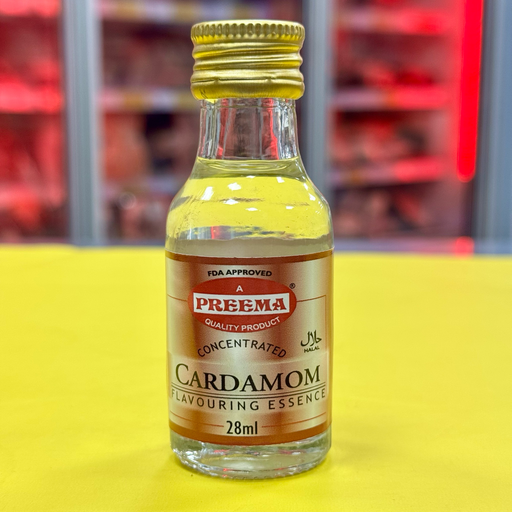 FDA APPROVED
A
PREEMA®
QUALITY PRODUCT
CONCENTRATED
حلال
HALAL
CARDAMOM
FLAVOURING ESSENCE
28ml